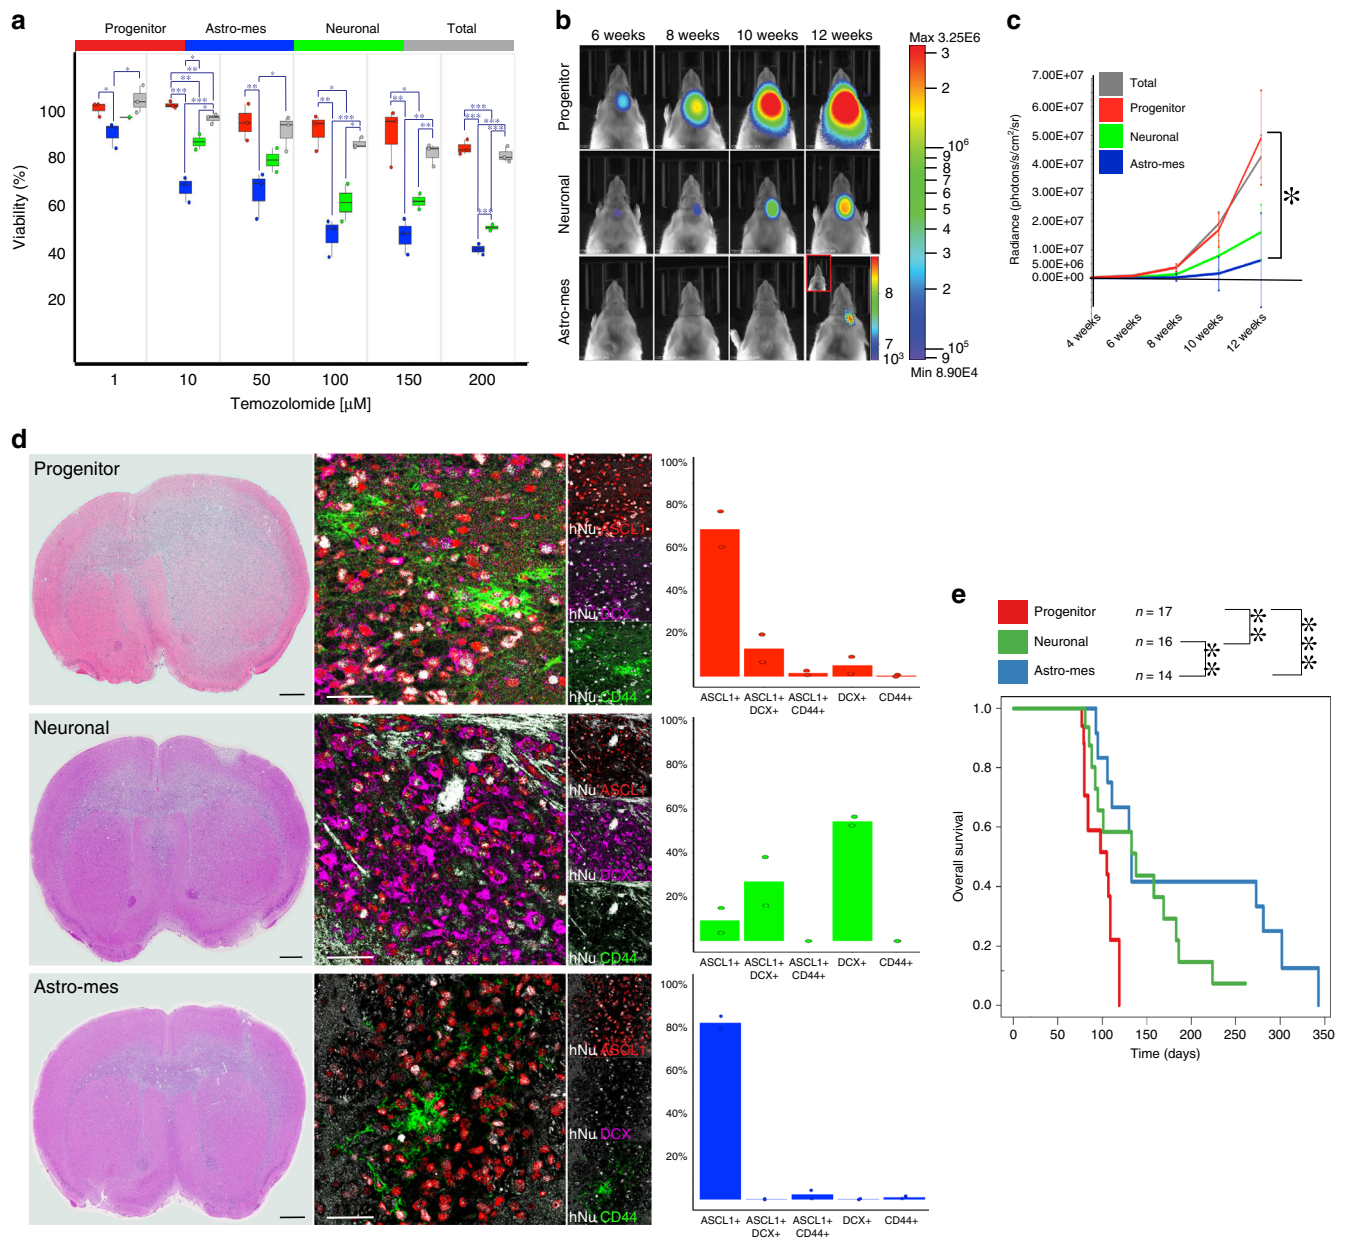 a
Progenitor Astro-mes Neuronal Total
Viability (%)
100
80
60
40
20
1 10 50 100 150 200
Temozolomide [μM]
* * ** ** *** *** * ** * * ** ** * * ** ** *** *** *** ***
b
6 weeks 8 weeks 10 weeks 12 weeks
Progenitor
Neuronal
Astro-mes
8
7
10³
Max 3.25E6
3
2
10⁶
9
8
7
6
5
4
3
2
10⁵
9
Min 8.90E4
c
Radiance (photons/s/cm²/sr)
7.00E+07
6.00E+07
5.00E+07
4.00E+07
3.00E+07
2.00E+07
1.00E+07
5.00E+06
0.00E+00
Total
Progenitor
Neuronal
Astro-mes
*
4 weeks 6 weeks 8 weeks 10 weeks 12 weeks
d
Progenitor
hNu ASCL1
hNu DCX
hNu CD44
100%
80%
60%
40%
20%
ASCL1+ ASCL1+ ASCL1+ DCX+ CD44+
DCX+ CD44+
Neuronal
hNu ASCL1
hNu DCX
hNu CD44
100%
80%
60%
40%
20%
ASCL1+ ASCL1+ ASCL1+ DCX+ CD44+
DCX+ CD44+
Astro-mes
hNu ASCL1
hNu DCX
hNu CD44
100%
80%
60%
40%
20%
ASCL1+ ASCL1+ ASCL1+ DCX+ CD44+
DCX+ CD44+
e
Progenitor n = 17
Neuronal n = 16
Astro-mes n = 14
** ** ***
Overall survival
1.0
0.8
0.6
0.4
0.2
0.0
0 50 100 150 200 250 300 350
Time (days)